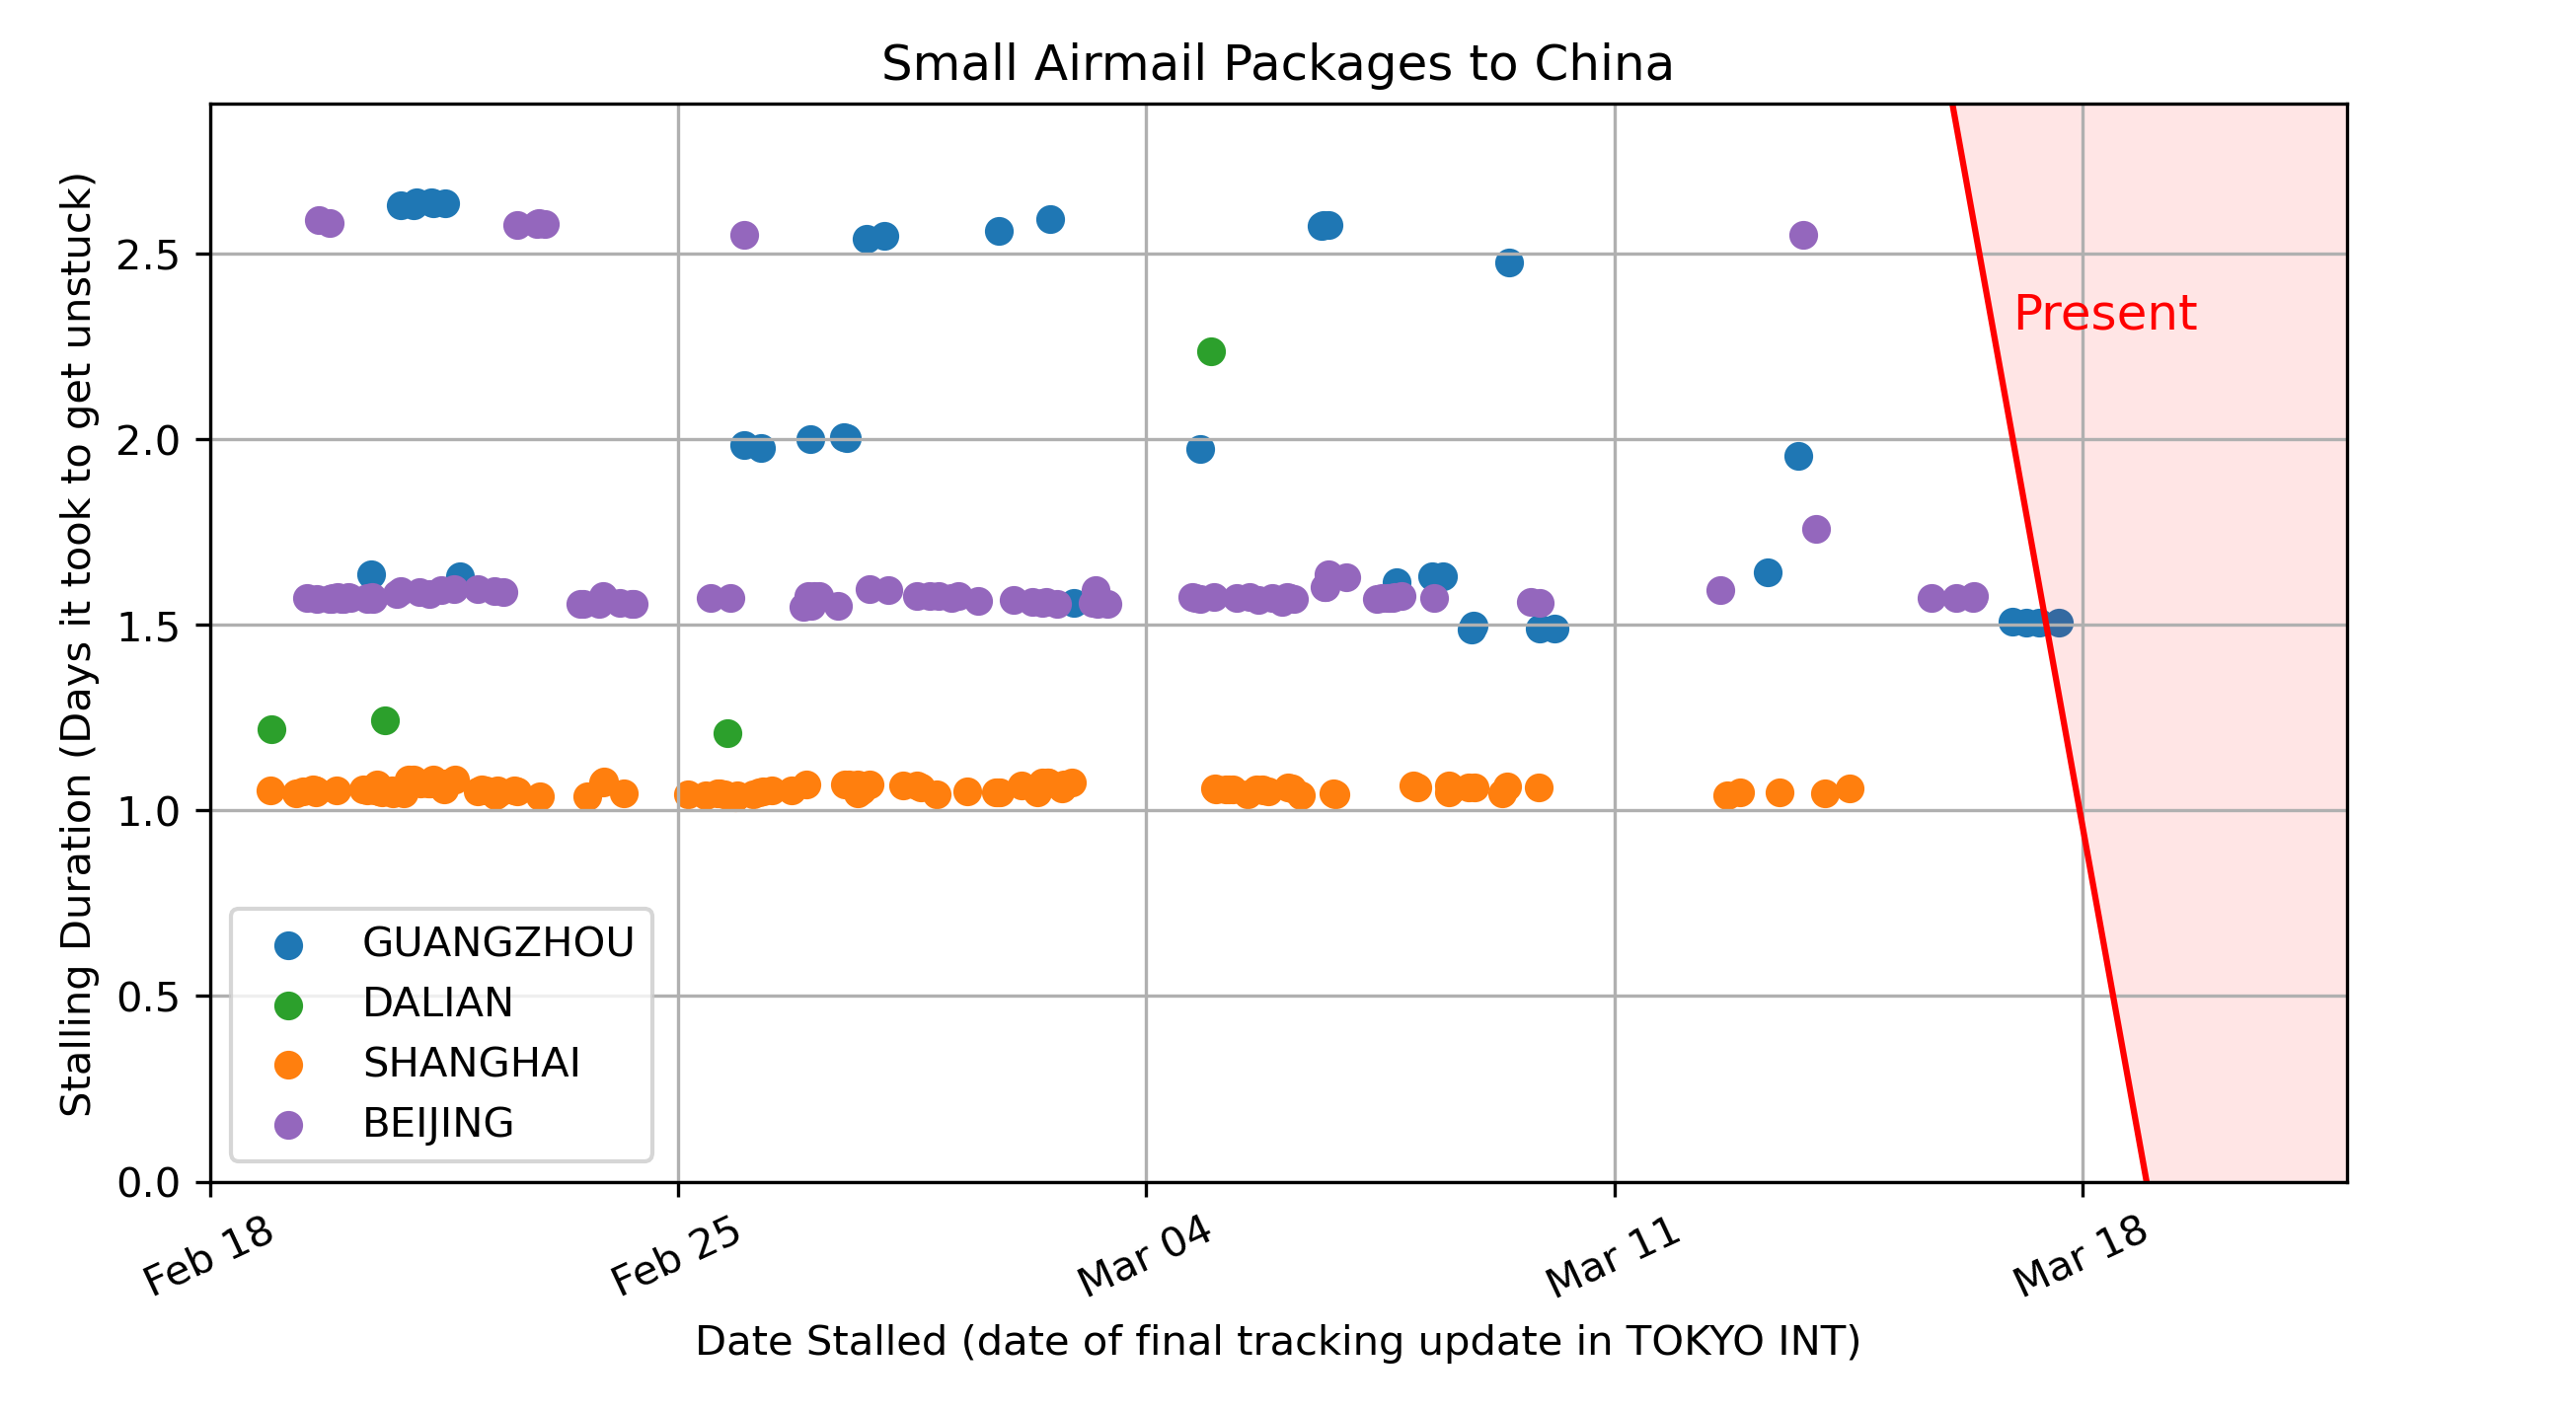 Small Airmail Packages to China
Stalling Duration (Days it took to get unstuck)
2.5
2.0
1.5
1.0
0.5
0.0
Present
GUANGZHOU
DALIAN
SHANGHAI
BEIJING
Feb 18
Feb 25
Mar 04
Mar 11
Mar 18
Date Stalled (date of final tracking update in TOKYO INT)